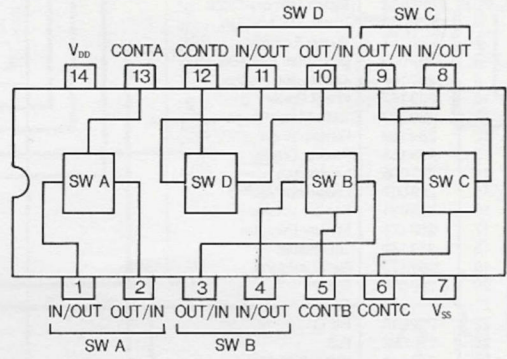 SW D SW C
V_DD CONTA CONTD IN/OUT OUT/IN OUT/IN IN/OUT
14 13 12 11 10 9 8
SW A SW D SW B SW C
1 2 3 4 5 6 7
IN/OUT OUT/IN OUT/IN IN/OUT CONTB CONTC V_SS
SW A SW B